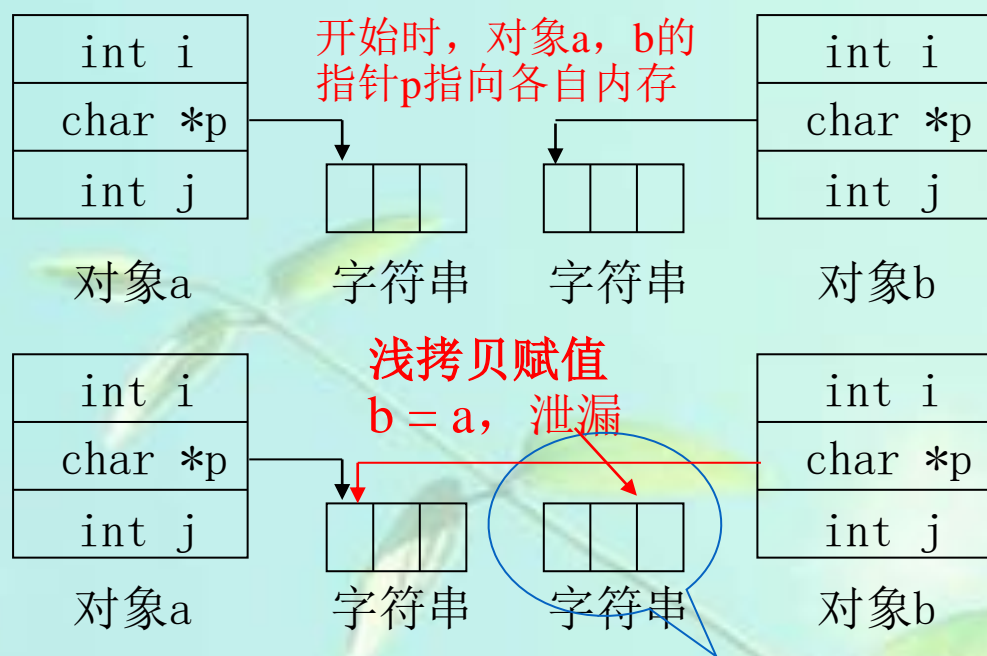 int i
char *p
int j
对象a
开始时，对象a，b的
指针p指向各自内存
字符串
字符串
int i
char *p
int j
对象b
int i
char *p
int j
对象a
浅拷贝赋值
b = a，泄漏
字符串
字符串
int i
char *p
int j
对象b